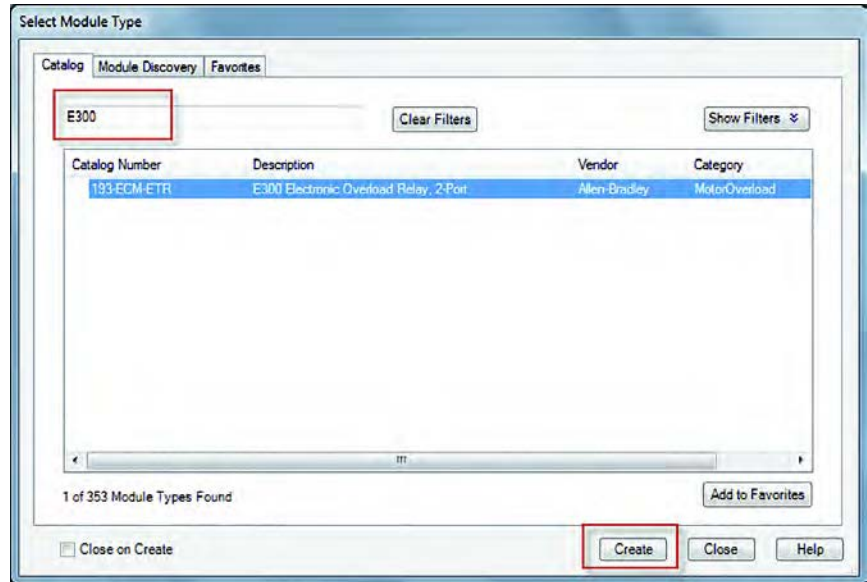 Select Module Type
Catalog Module Discovery Favorites
E300 Clear Filters Show Filters
Catalog Number Description Vendor Category
193-ECM-ETR E300 Electronic Overload Relay, 2-Port Allen-Bradley MotorOverload
1 of 353 Module Types Found Add to Favorites
Close on Create Create Close Help